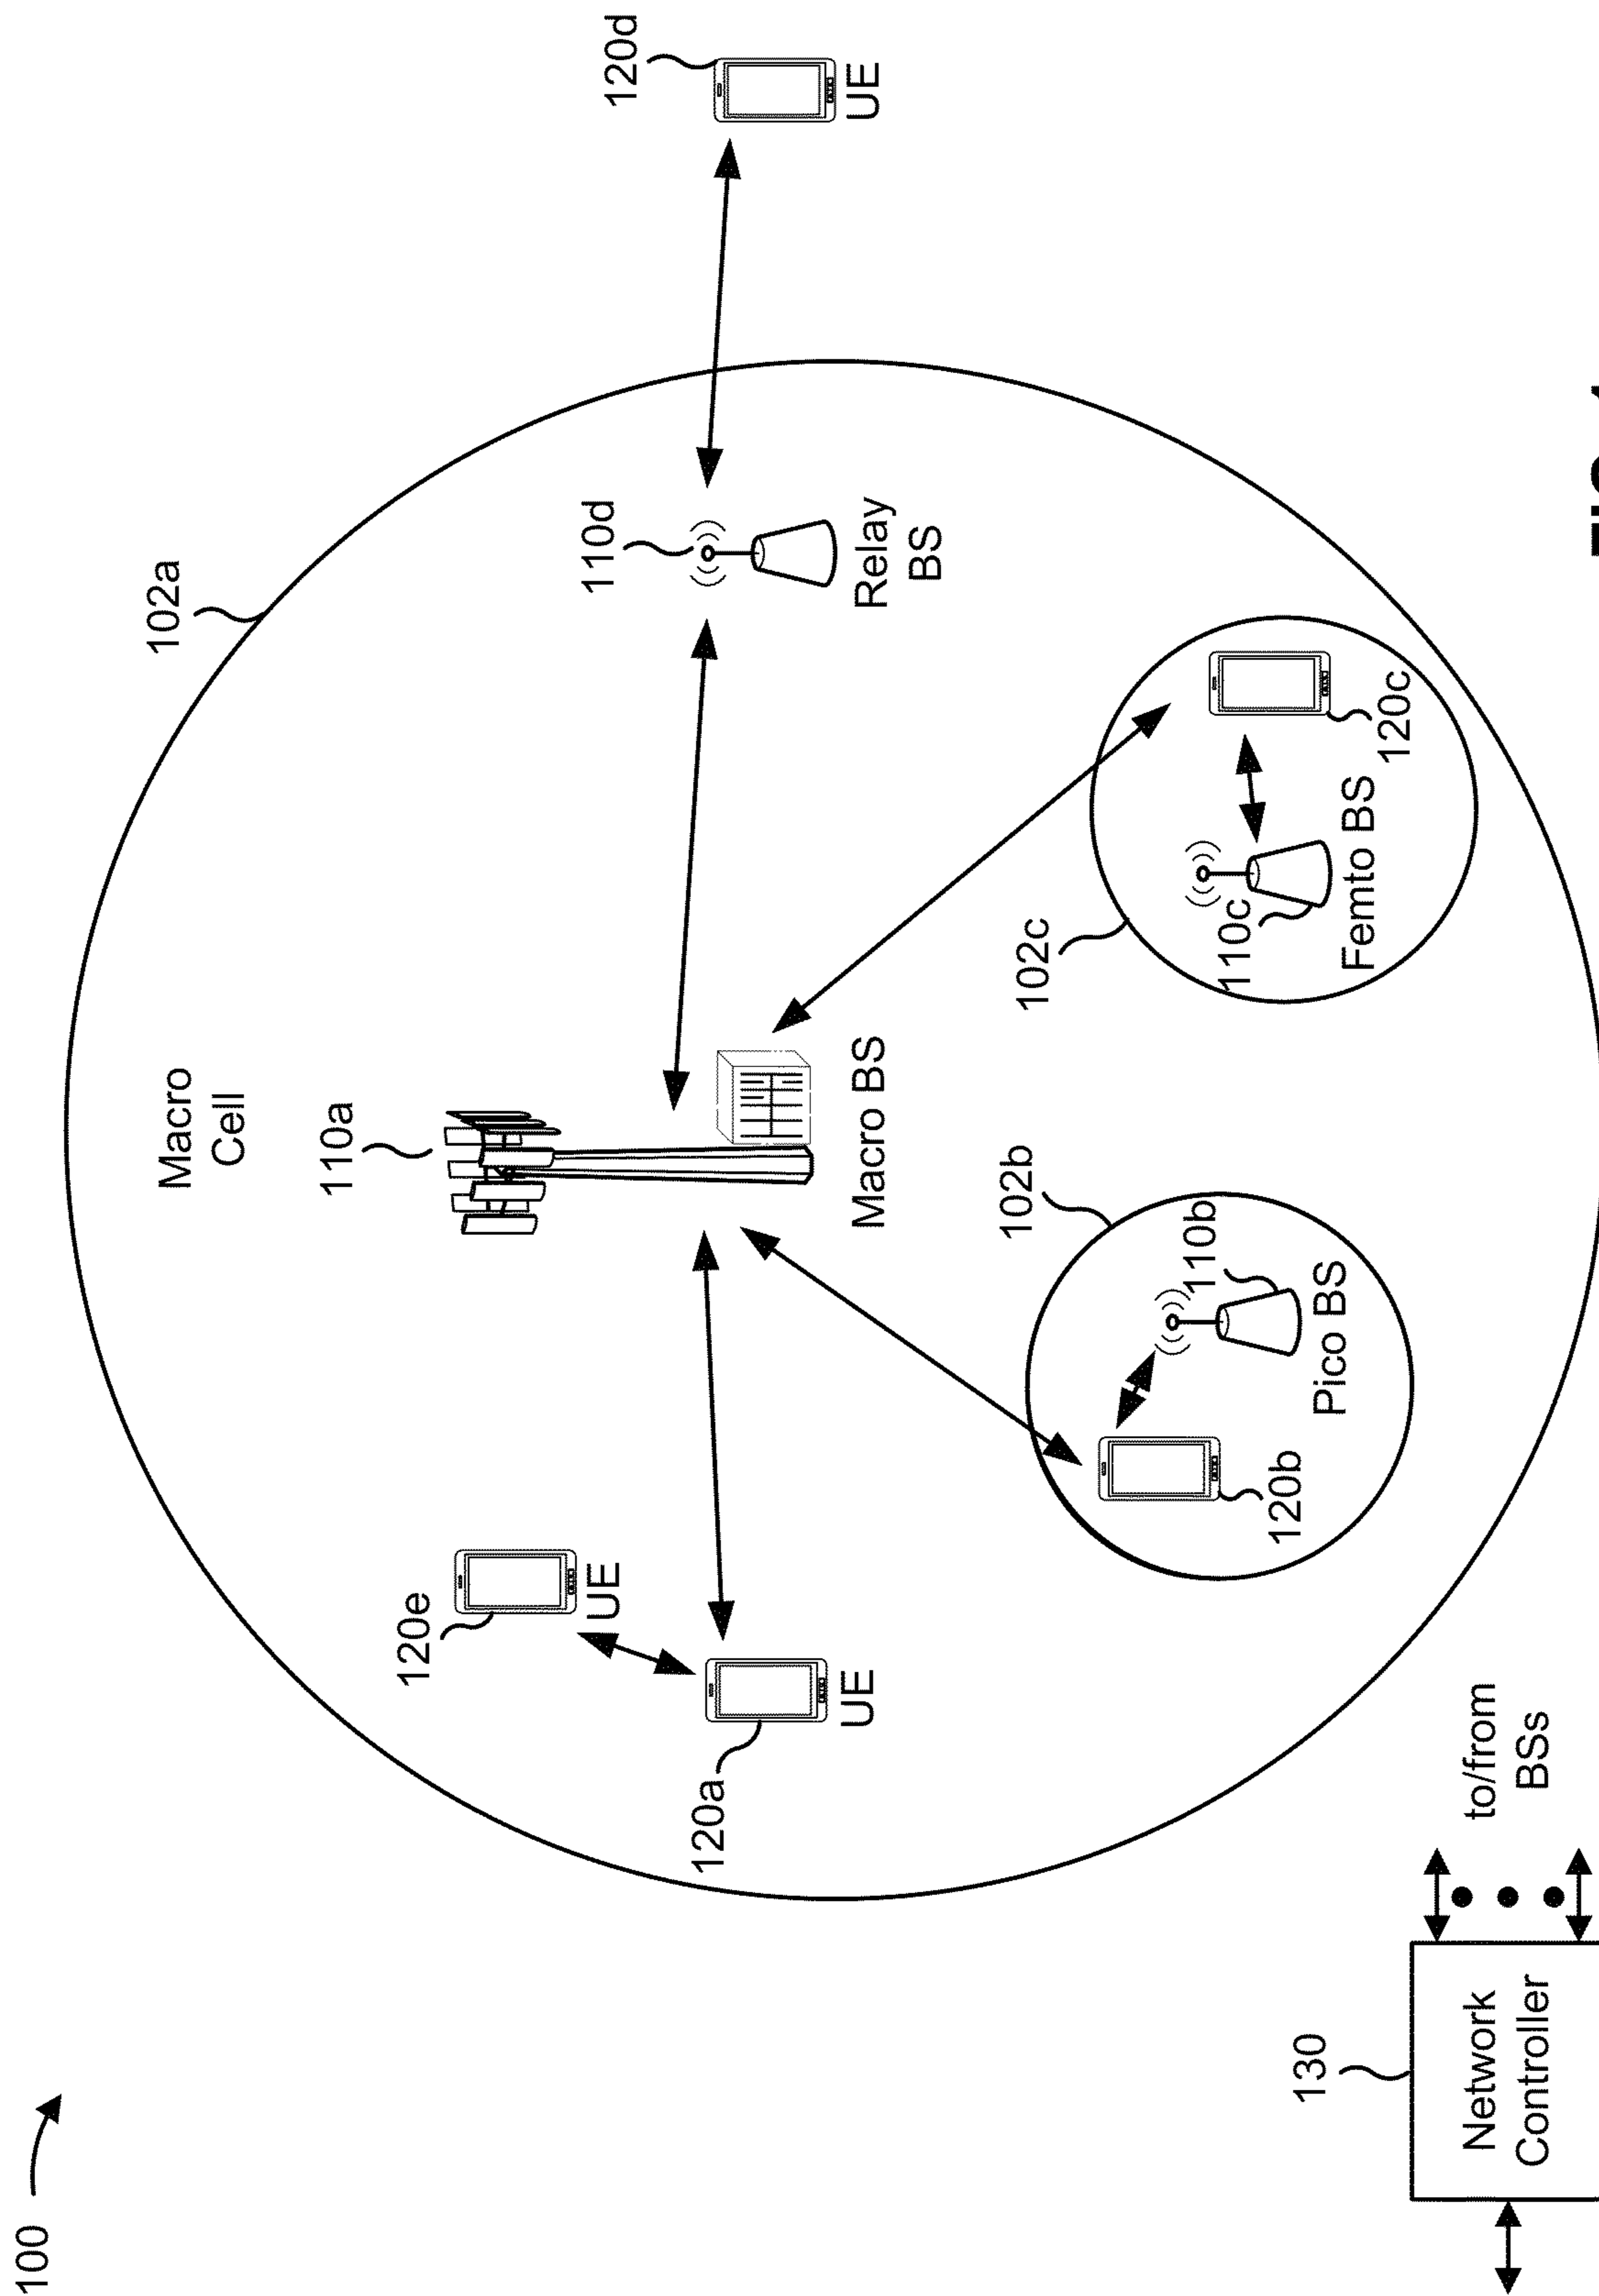 100
102a
Macro
Cell
110a
120e
110d
120d
UE
120a
UE
Macro BS
Relay
BS
UE
102b
102c
110b
110c
120b
Pico BS
Femto BS
120c
130
Network
Controller
to/from
BSs